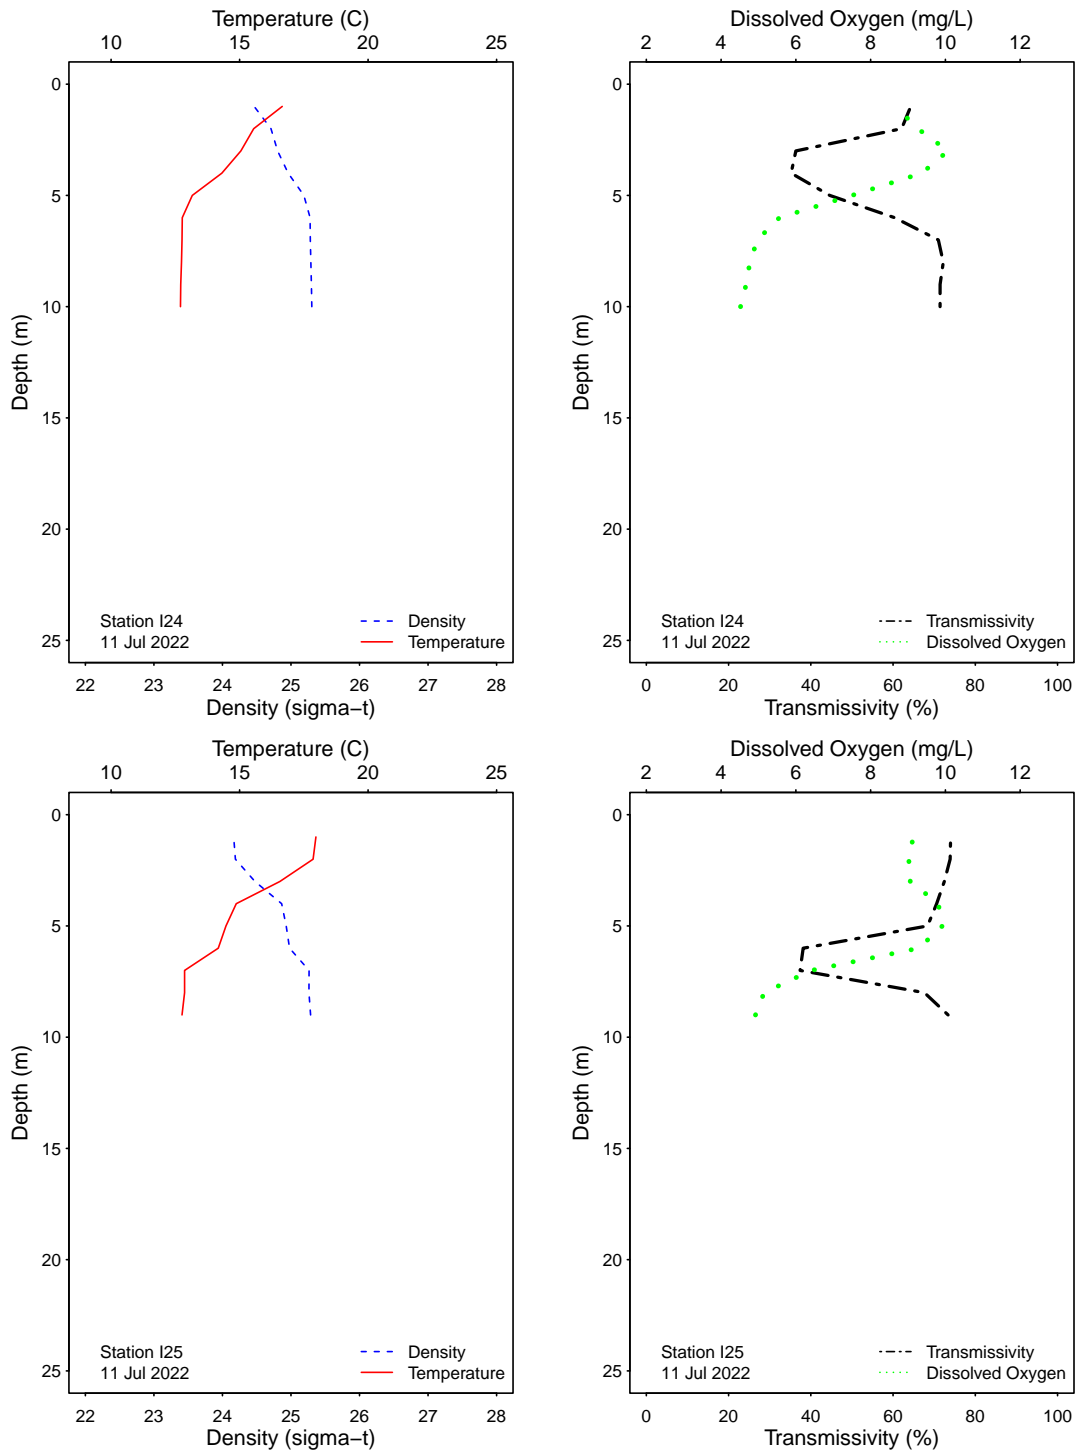 Temperature (C)
10 15 20 25
0
5
10
15
20
25
Depth (m)
Station I24
11 Jul 2022
Density
Temperature
22 23 24 25 26 27 28
Density (sigma−t)
Dissolved Oxygen (mg/L)
2 4 6 8 10 12
0
5
10
15
20
25
Depth (m)
Station I24
11 Jul 2022
Transmissivity
Dissolved Oxygen
0 20 40 60 80 100
Transmissivity (%)
Temperature (C)
10 15 20 25
0
5
10
15
20
25
Depth (m)
Station I25
11 Jul 2022
Density
Temperature
22 23 24 25 26 27 28
Density (sigma−t)
Dissolved Oxygen (mg/L)
2 4 6 8 10 12
0
5
10
15
20
25
Depth (m)
Station I25
11 Jul 2022
Transmissivity
Dissolved Oxygen
0 20 40 60 80 100
Transmissivity (%)